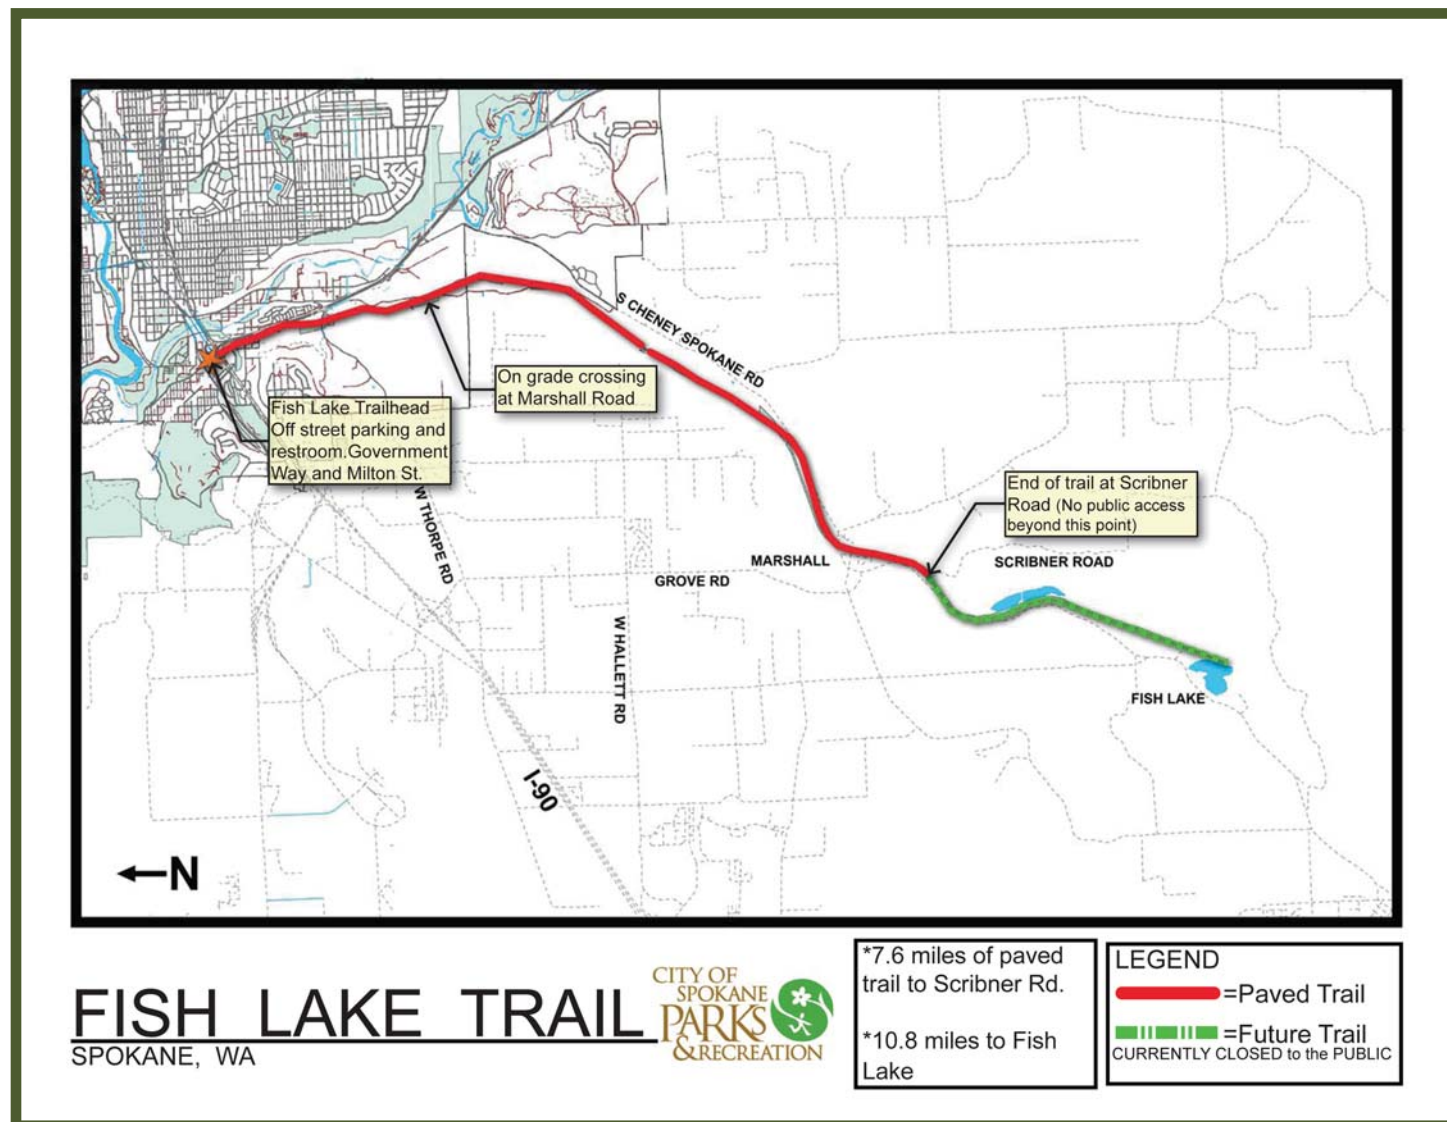 S CHENEY SPOKANE RD
On grade crossing
at Marshall Road
Fish Lake Trailhead
Off street parking and
restroom.Government
Way and Milton St.
W THORPE RD
End of trail at Scribner
Road (No public access
beyond this point)
MARSHALL
SCRIBNER ROAD
GROVE RD
W HALLETT RD
FISH LAKE
I-90
N
FISH LAKE TRAIL
SPOKANE, WA
CITY OF
SPOKANE
PARKS
&RECREATION
*7.6 miles of paved
trail to Scribner Rd.
*10.8 miles to Fish
Lake
LEGEND
=Paved Trail
=Future Trail
CURRENTLY CLOSED to the PUBLIC